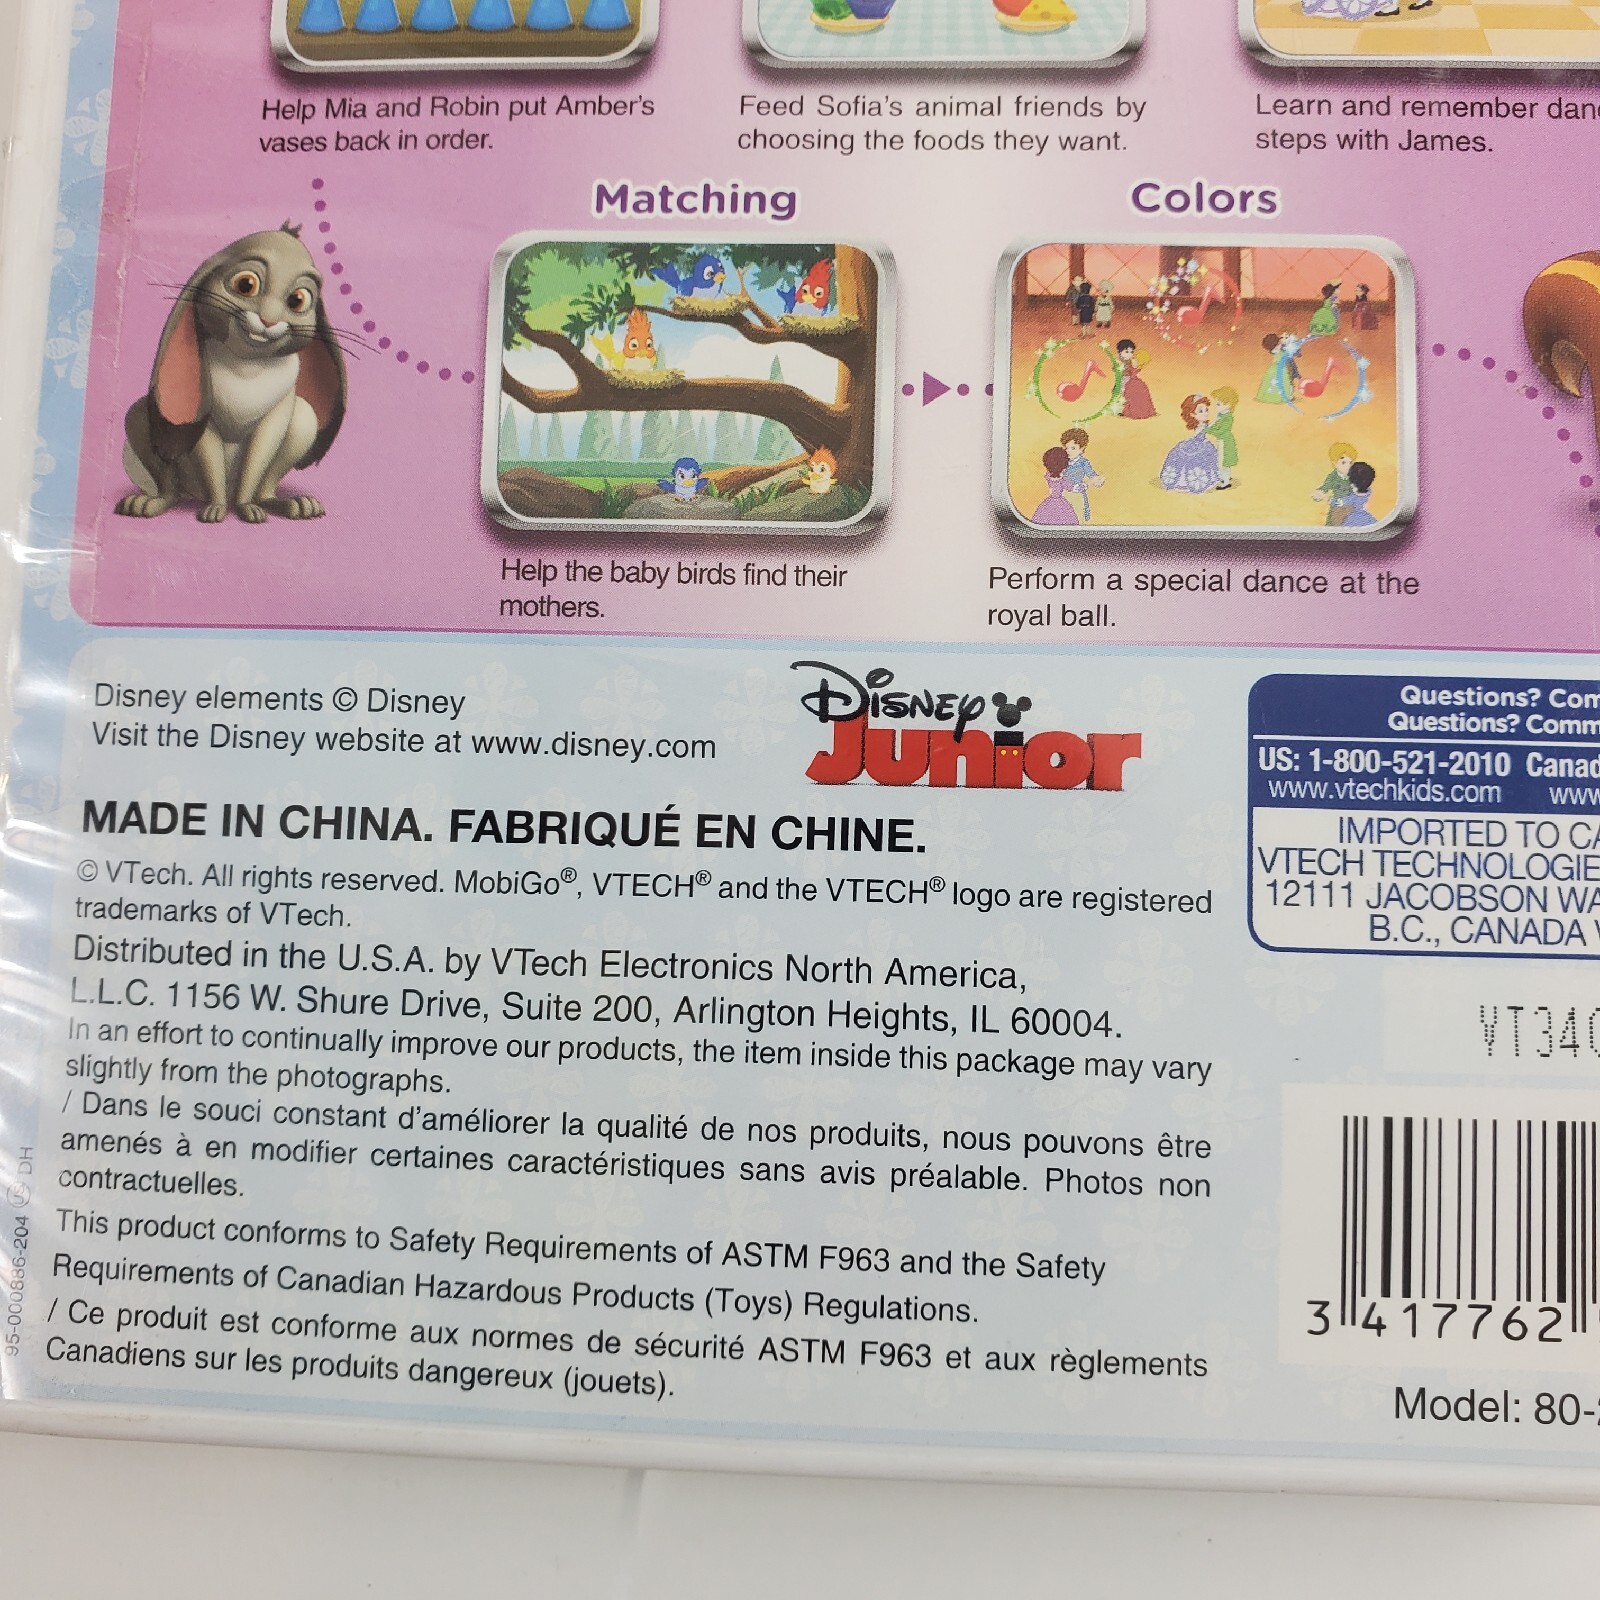 Help Mia and Robin put Amber's
vases back in order.
Feed Sofia's animal friends by
choosing the foods they want.
Learn and remember
steps with James.
Matching
Colors
Help the baby birds find their
mothers.
Perform a special dance at the
royal ball.
Disney elements © Disney
Visit the Disney website at www.disney.com
Disney
Junior
MADE IN CHINA. FABRIQUÉ EN CHINE.
© VTech. All rights reserved. MobiGo®, VTECH® and the VTECH® logo are registered
trademarks of VTech.
Distributed in the U.S.A. by VTech Electronics North America,
L.L.C. 1156 W. Shure Drive, Suite 200, Arlington Heights, IL 60004.
In an effort to continually improve our products, the item inside this package may vary
slightly from the photographs.
/ Dans le souci constant d'améliorer la qualité de nos produits, nous pouvons être
amenés à en modifier certaines caractéristiques sans avis préalable. Photos non
contractuelles.
This product conforms to Safety Requirements of ASTM F963 and the Safety
Requirements of Canadian Hazardous Products (Toys) Regulations.
/ Ce produit est conforme aux normes de sécurité ASTM F963 et aux règlements
Canadiens sur les produits dangereux (jouets).
95-000886-204 US DH
Questions?
Questions?
US: 1-800-521-2010
www.vtechkids.com
IMPORTED TO
VTECH
12111 JACOBSON
B.C., CANADA
VT34
3 417762
Model: 80-